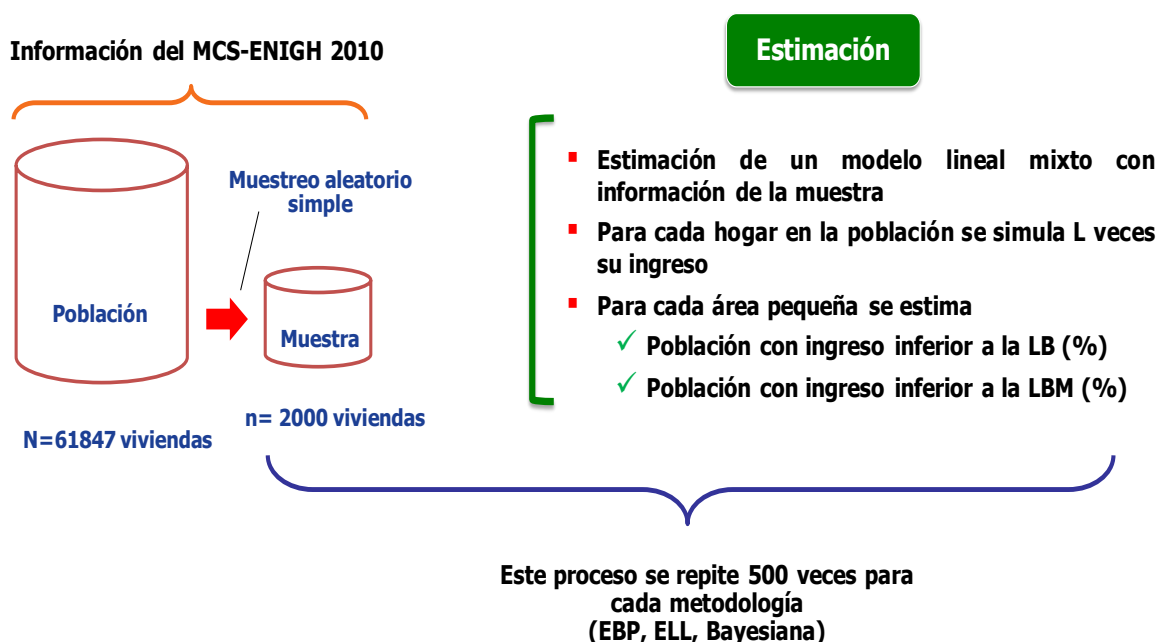 Información del MCS-ENIGH 2010
Muestreo aleatorio
simple
Población
Muestra
n= 2000 viviendas
N=61847 viviendas
Estimación
▪ Estimación de un modelo lineal mixto con
información de la muestra
▪ Para cada hogar en la población se simula L veces
su ingreso
▪ Para cada área pequeña se estima
✓ Población con ingreso inferior a la LB (%)
✓ Población con ingreso inferior a la LBM (%)
Este proceso se repite 500 veces para
cada metodología
(EBP, ELL, Bayesiana)